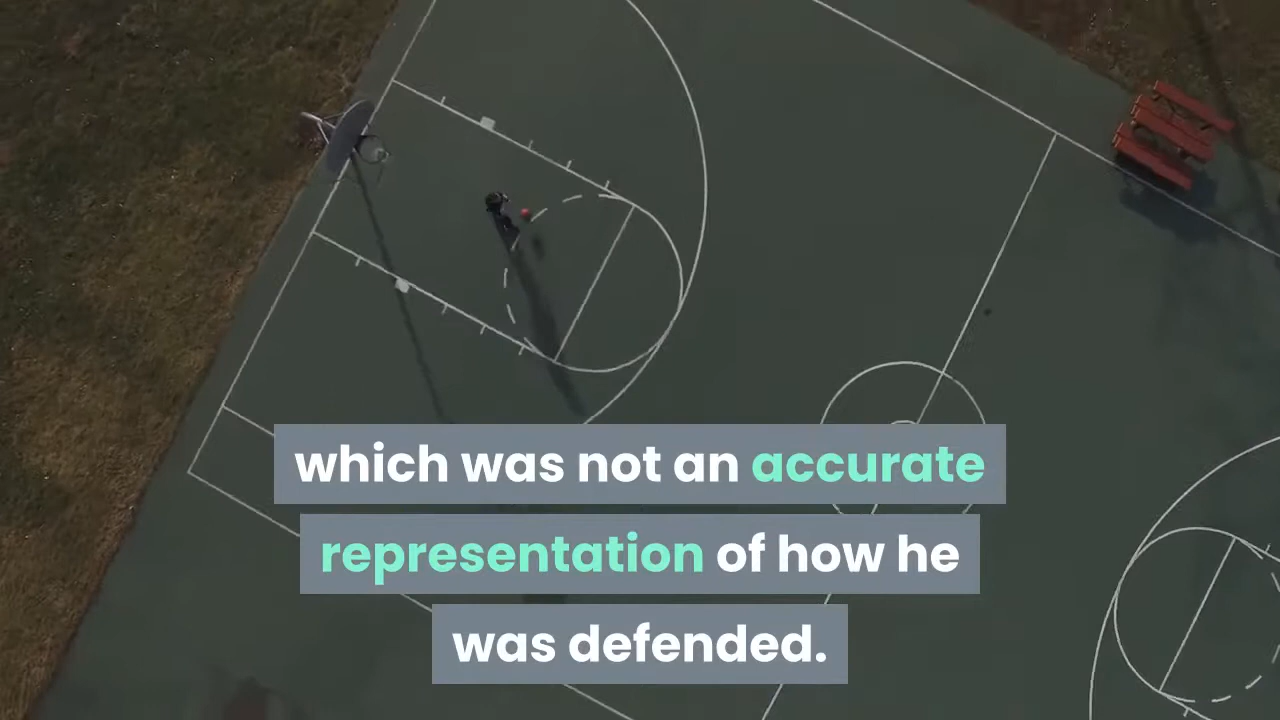 which was not an accurate
representation of how he
was defended.